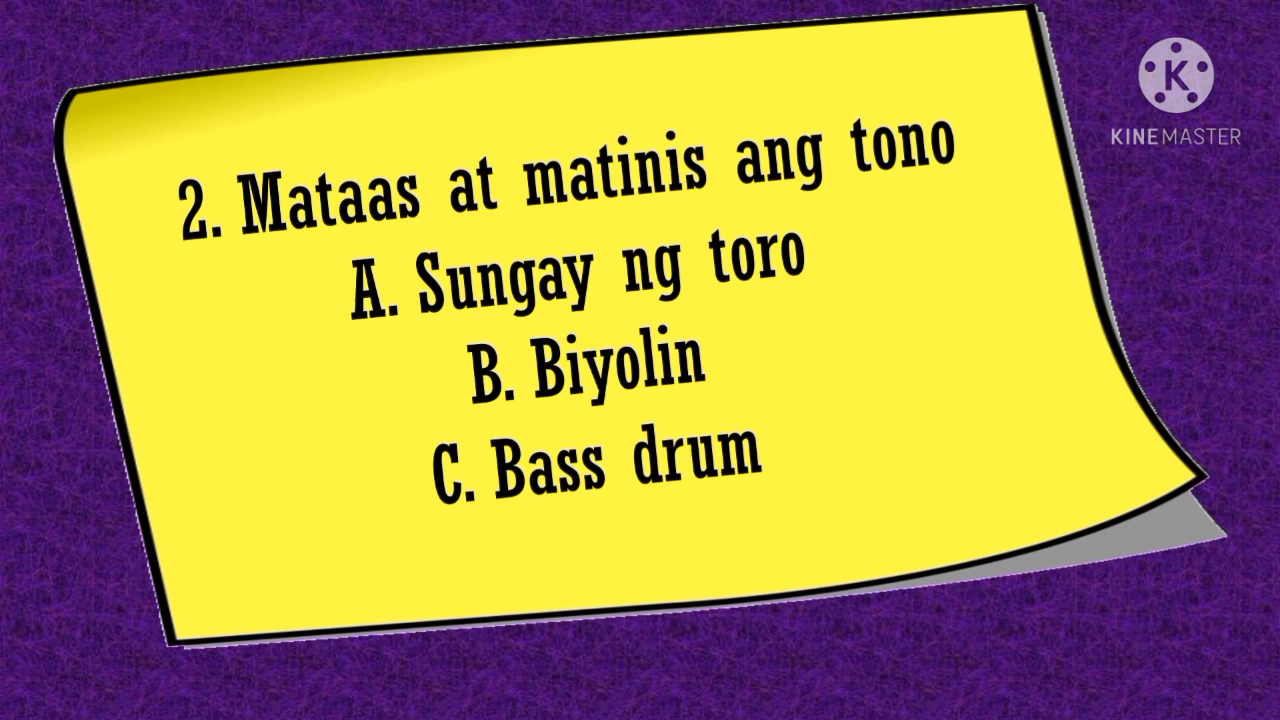 K
KINEMASTER
2. Mataas at matinis ang tono
A. Sungay ng toro
B. Biyolin
C. Bass drum